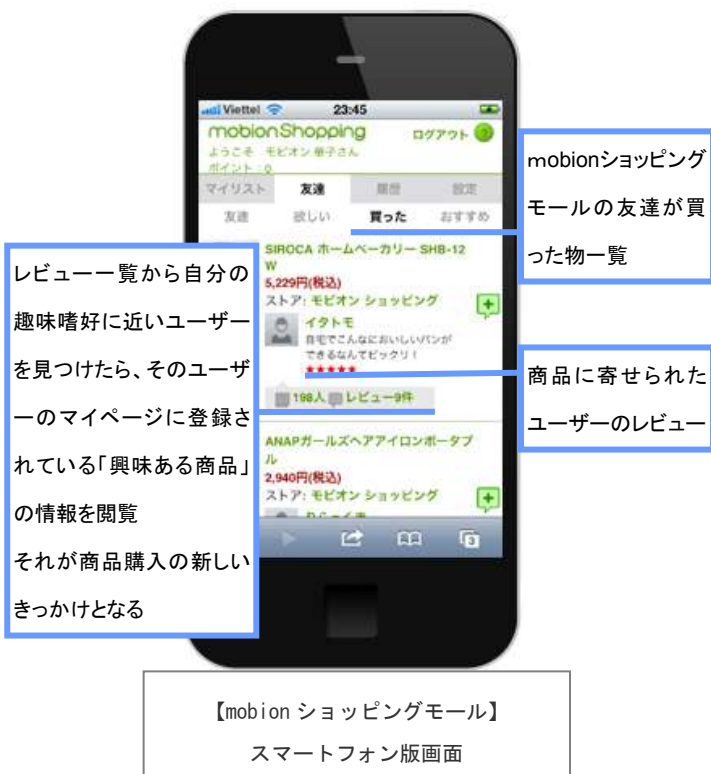 Viettel 23:45
mobionShopping ログアウト ?
ようこそ モビオン 華子さん
ポイント:0
マイリスト 友達 履歴 設定
友達 欲しい 買った おすすめ
SIROCA ホームベーカリー SHB-12
W
5,229円(税込)
ストア: モビオン ショッピング
イタトモ
自宅でこんなにおいしいパンが
できるなんてビックリ！
★★★★★
198人 レビュー9件
ANAPガールズヘアアイロンポータブ
ル
2,940円(税込)
ストア: モビオン ショッピング
3
mobionショッピング
モールの友達が買
った物一覧
レビュー一覧から自分の
趣味嗜好に近いユーザー
を見つけたら、そのユーザ
ーのマイページに登録さ
れている「興味ある商品」
の情報を閲覧
それが商品購入の新しい
きっかけとなる
商品に寄せられた
ユーザーのレビュー
【mobion ショッピングモール】
スマートフォン版画面